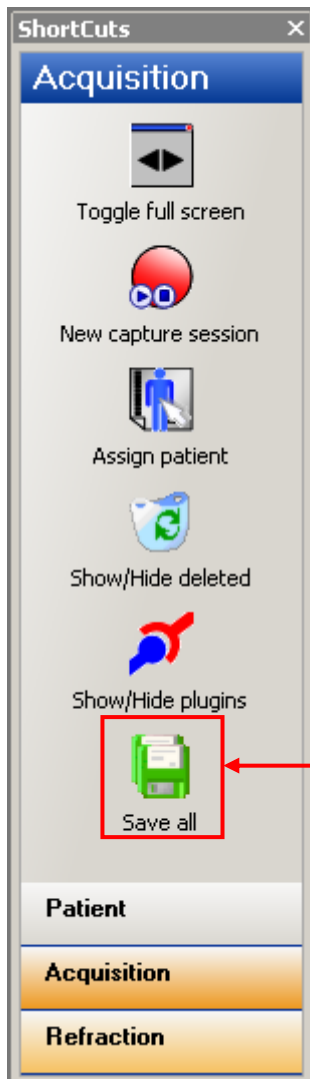 ShortCuts
Acquisition
Toggle full screen
New capture session
Assign patient
Show/Hide deleted
Show/Hide plugins
Save all
Patient
Acquisition
Refraction